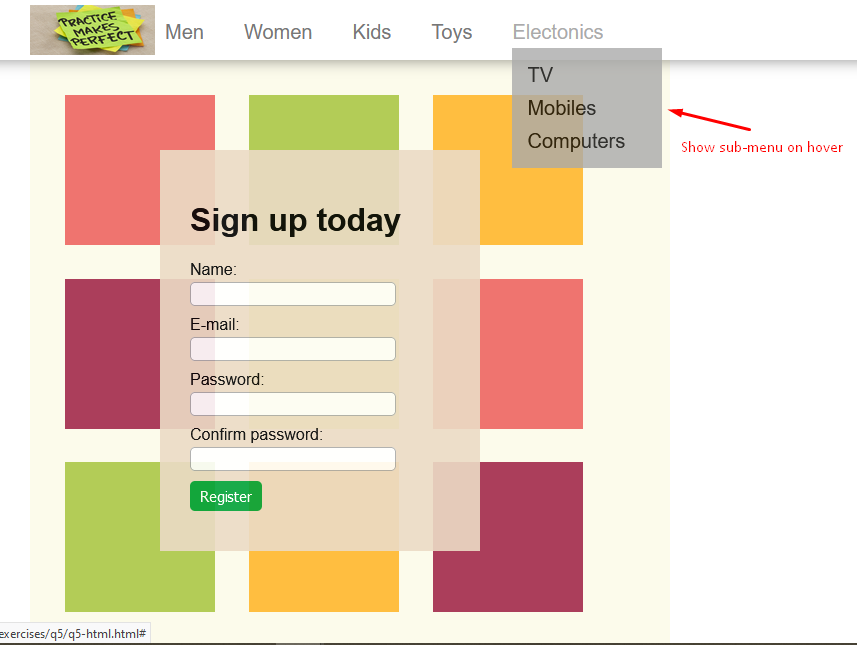 PRACTICE
MAKES
PERFECT
Men Women Kids Toys Electonics
TV
Mobiles
Computers
Show sub-menu on hover
Sign up today
Name:
E-mail:
Password:
Confirm password:
Register
exercises/q5/q5-html.html#